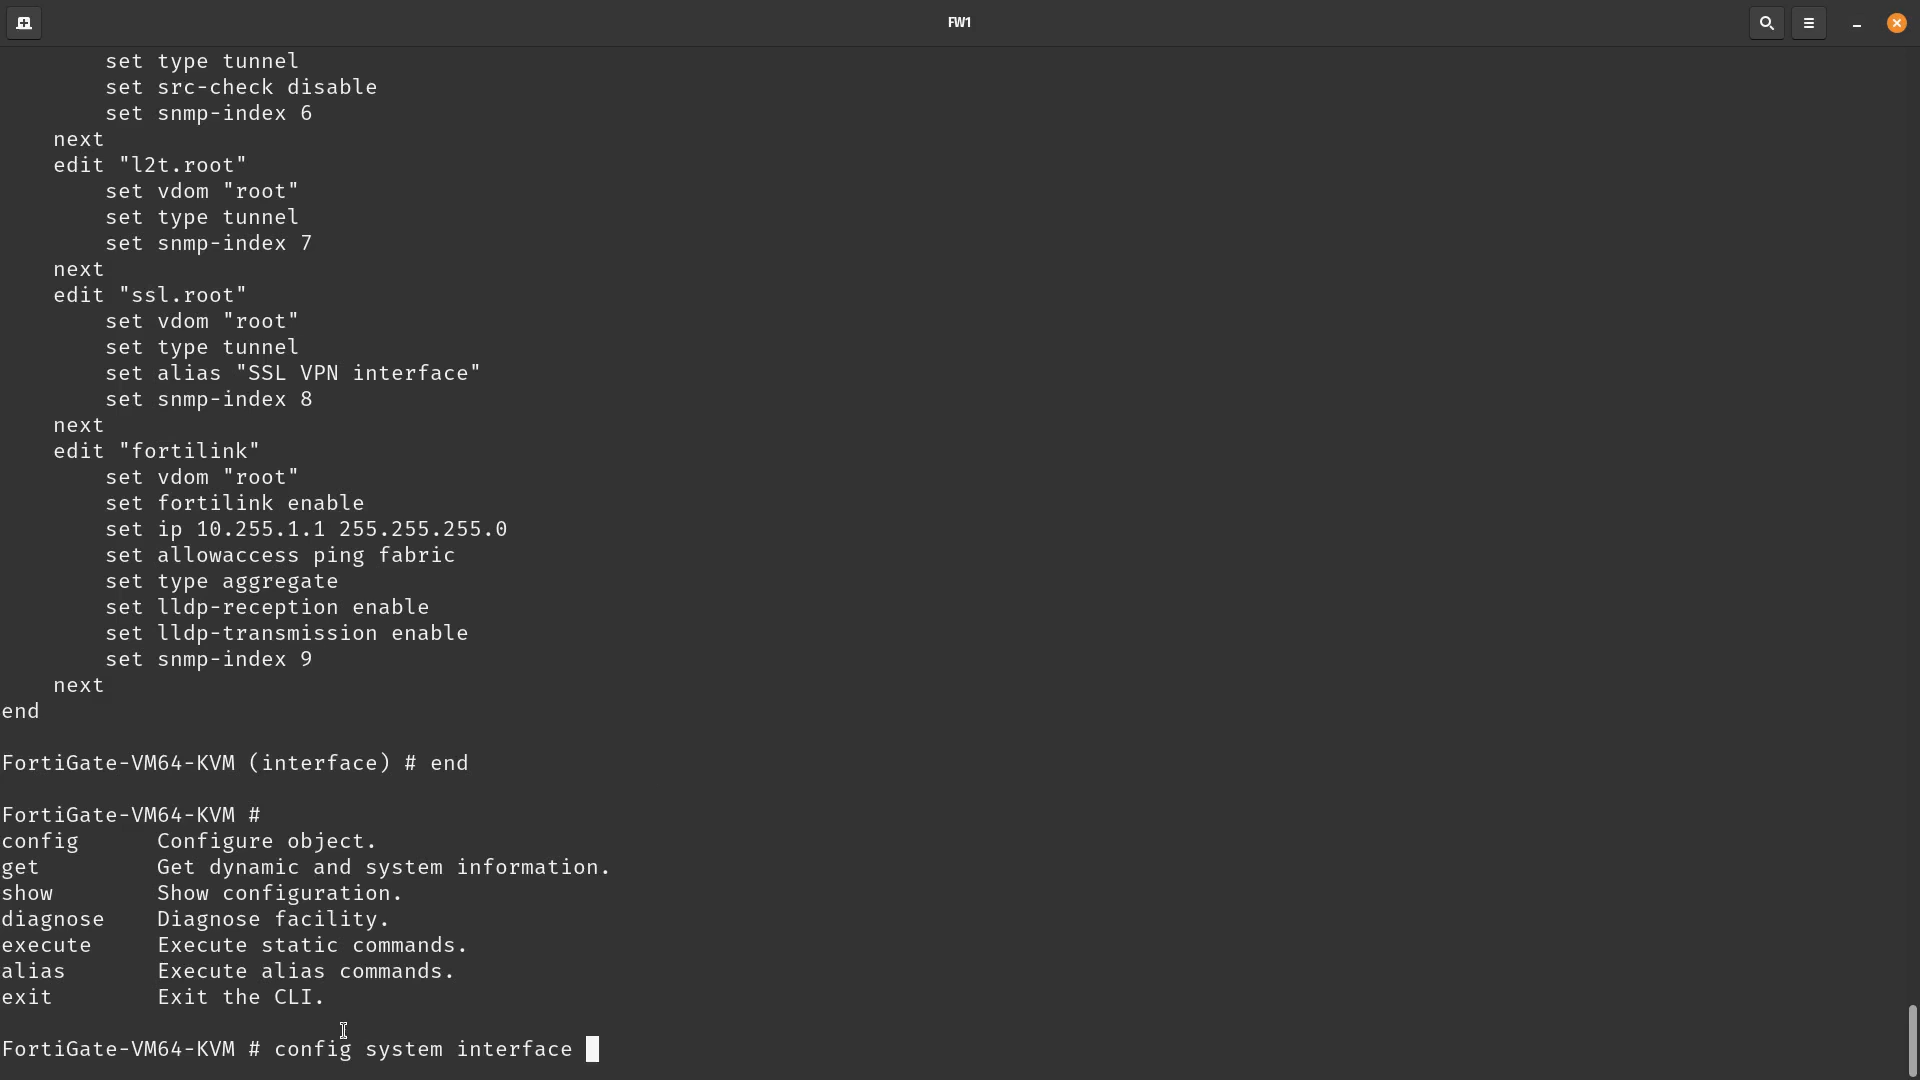 FW1
set type tunnel
set src-check disable
set snmp-index 6
next
edit "l2t.root"
set vdom "root"
set type tunnel
set snmp-index 7
next
edit "ssl.root"
set vdom "root"
set type tunnel
set alias "SSL VPN interface"
set snmp-index 8
next
edit "fortilink"
set vdom "root"
set fortilink enable
set ip 10.255.1.1 255.255.255.0
set allowaccess ping fabric
set type aggregate
set lldp-reception enable
set lldp-transmission enable
set snmp-index 9
next
end
FortiGate-VM64-KVM (interface) # end
FortiGate-VM64-KVM #
config Configure object.
get Get dynamic and system information.
show Show configuration.
diagnose Diagnose facility.
execute Execute static commands.
alias Execute alias commands.
exit Exit the CLI.
FortiGate-VM64-KVM # config system interface